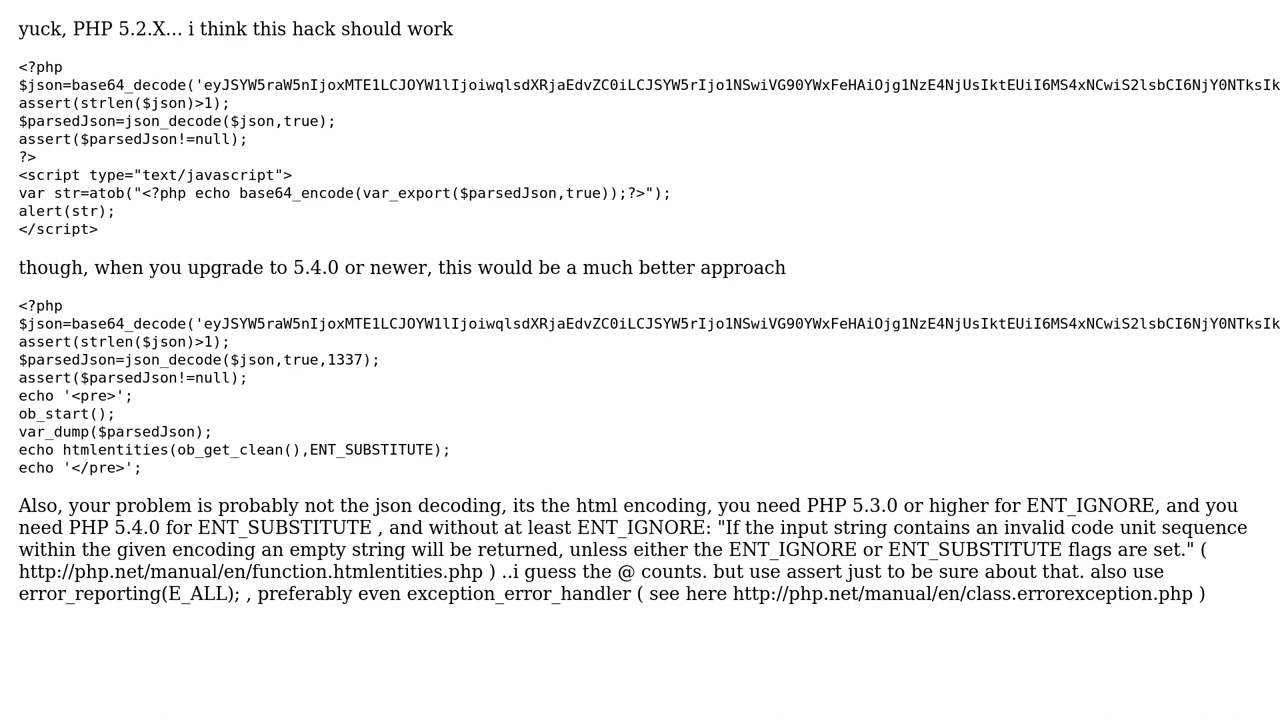 yuck, PHP 5.2.X... i think this hack should work
<?php
$json=base64_decode('eyJSYW5raW5nIjoxMTE1LCJOYW1lIjoiwqlsdXRjaEdvZC0iLCJSYW5rIjo1NSwiVG90YWxFeHAiOjg1NzE4NjUsIktEUiI6MS4xNCwiS2lsbCI6NjY0NTksIk
assert(strlen($json)>1);
$parsedJson=json_decode($json,true);
assert($parsedJson!=null);
?>
<script type="text/javascript">
var str=atob("<?php echo base64_encode(var_export($parsedJson,true));?>");
alert(str);
</script>
though, when you upgrade to 5.4.0 or newer, this would be a much better approach
<?php
$json=base64_decode('eyJSYW5raW5nIjoxMTE1LCJOYW1lIjoiwqlsdXRjaEdvZC0iLCJSYW5rIjo1NSwiVG90YWxFeHAiOjg1NzE4NjUsIktEUiI6MS4xNCwiS2lsbCI6NjY0NTksIk
assert(strlen($json)>1);
$parsedJson=json_decode($json,true,1337);
assert($parsedJson!=null);
echo '<pre>';
ob_start();
var_dump($parsedJson);
echo htmlentities(ob_get_clean(),ENT_SUBSTITUTE);
echo '</pre>';
Also, your problem is probably not the json decoding, its the html encoding, you need PHP 5.3.0 or higher for ENT_IGNORE, and you
need PHP 5.4.0 for ENT_SUBSTITUTE , and without at least ENT_IGNORE: "If the input string contains an invalid code unit sequence
within the given encoding an empty string will be returned, unless either the ENT_IGNORE or ENT_SUBSTITUTE flags are set." (
http://php.net/manual/en/function.htmlentities.php ) ..i guess the @ counts. but use assert just to be sure about that. also use
error_reporting(E_ALL); , preferably even exception_error_handler ( see here http://php.net/manual/en/class.errorexception.php )